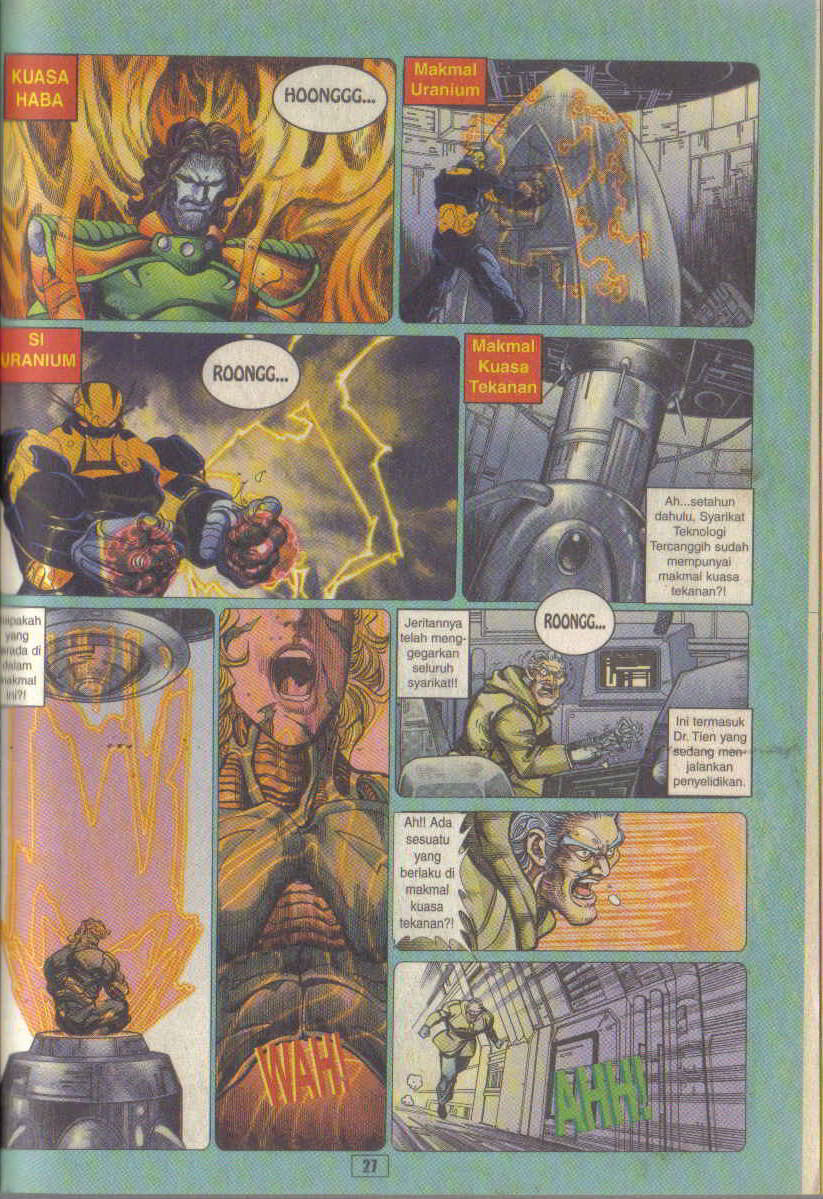 KUASA
HABA
HOONGGG...
Makmal
Uranium
SI
URANIUM
ROONGG...
Makmal
Kuasa
Tekanan
Ah...setahun
dahulu, Syarikat
Teknologi
Tercanggih sudah
mempunyai
makmal kuasa
tekanan?!
yang
di
dalam
ini?!
...
WAH!
Jeritannya
telah meng-
gegarkan
seluruh
syarikat!!
ROONGG...
Ini termasuk
Dr. Tien yang
sedang men-
jalankan
penyelidikan.
Ah!! Ada
sesuatu
yang
berlaku di
makmal
kuasa
tekanan?!
AHH!
27